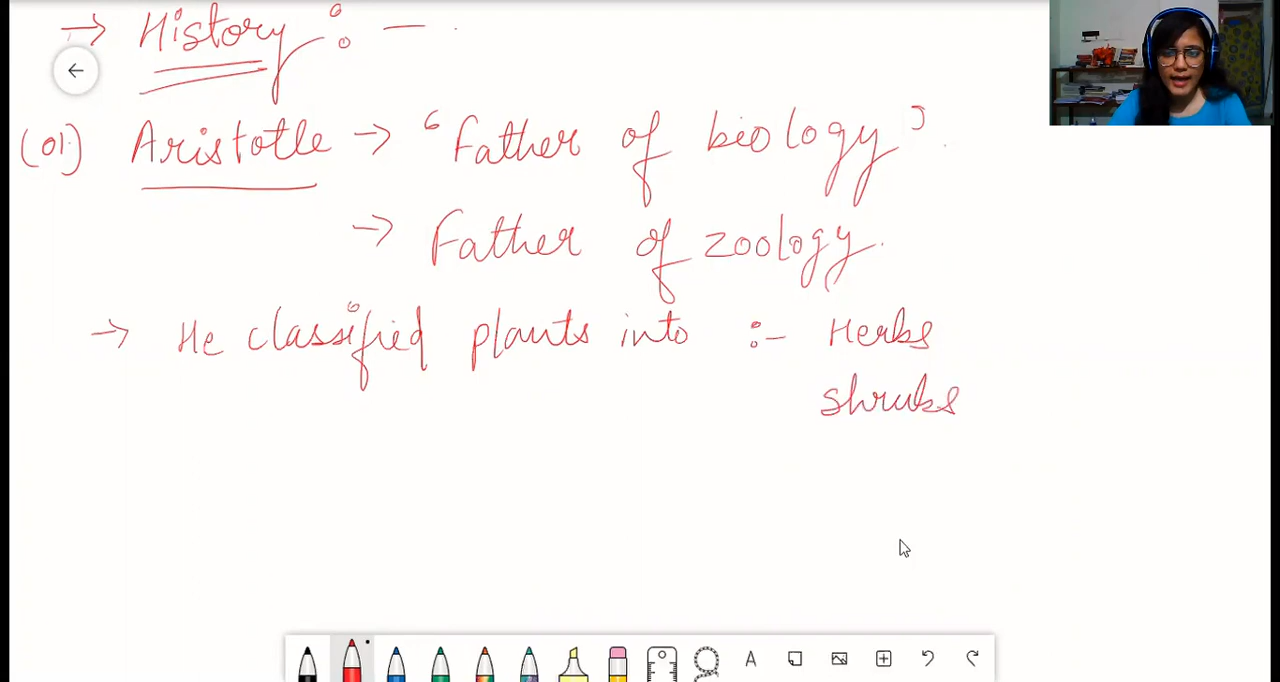 → History :-
(01) Aristotle → ‘Father of biology’.
→ Father of zoology.
→ He classified plants into :- Herbs
shrubs
A